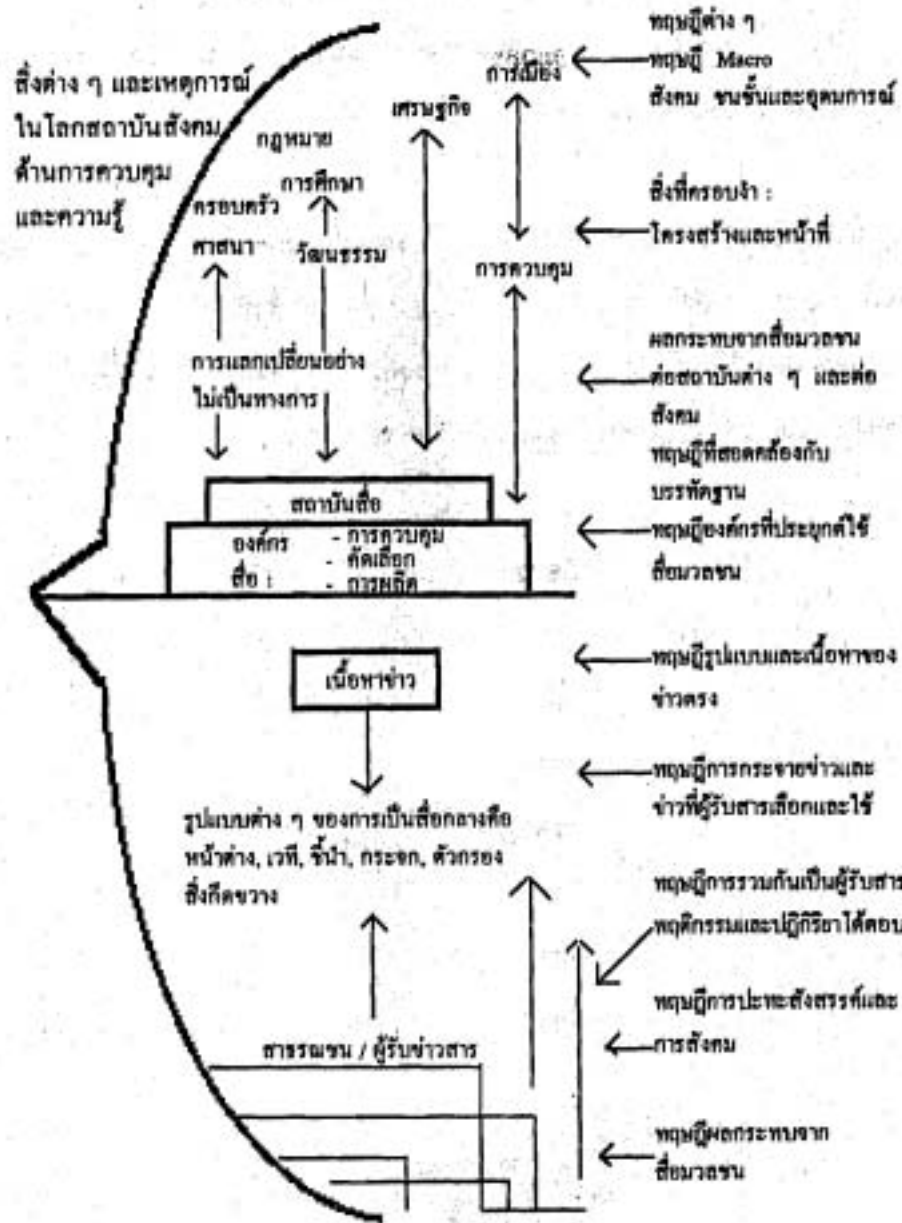 ทฤษฎีต่าง ๆ
ทฤษฎี Macro
สังคม ชนชั้นและอุดมการณ์
สิ่งต่าง ๆ และเหตุการณ์
ในโลกสถาบันสังคม
ด้านการควบคุม
และความรู้
การเมือง
เศรษฐกิจ
กฎหมาย
การศึกษา
ครอบครัว
ศาสนา
วัฒนธรรม
การควบคุม
สิ่งที่ครอบงำ :
โครงสร้างและหน้าที่
การแลกเปลี่ยนอย่าง
ไม่เป็นทางการ
ผลกระทบจากสื่อมวลชน
ต่อสถาบันต่าง ๆ และต่อ
สังคม
ทฤษฎีที่สอดคล้องกับ
บรรทัดฐาน
ทฤษฎีองค์กรที่ประยุกต์ใช้
สื่อมวลชน
สถาบันสื่อ
องค์กร - การควบคุม
- คัดเลือก
สื่อ : - การผลิต
เนื้อหาข่าว
ทฤษฎีรูปแบบและเนื้อหาของ
ข่าวตรง
ทฤษฎีการกระจายข่าวและ
ข่าวที่ผู้รับสารเลือกและใช้
รูปแบบต่าง ๆ ของการเป็นสื่อกลางคือ
หน้าต่าง, เวที, ชี้นำ, กระจก, ตัวกรอง
สิ่งกีดขวาง
ทฤษฎีการรวมกันเป็นผู้รับสาร
พฤติกรรมและปฏิกิริยาโต้ตอบ
ทฤษฎีการปะทะสังสรรค์และ
การสังคม
สาธรณชน / ผู้รับข่าวสาร
ทฤษฎีผลกระทบจาก
สื่อมวลชน